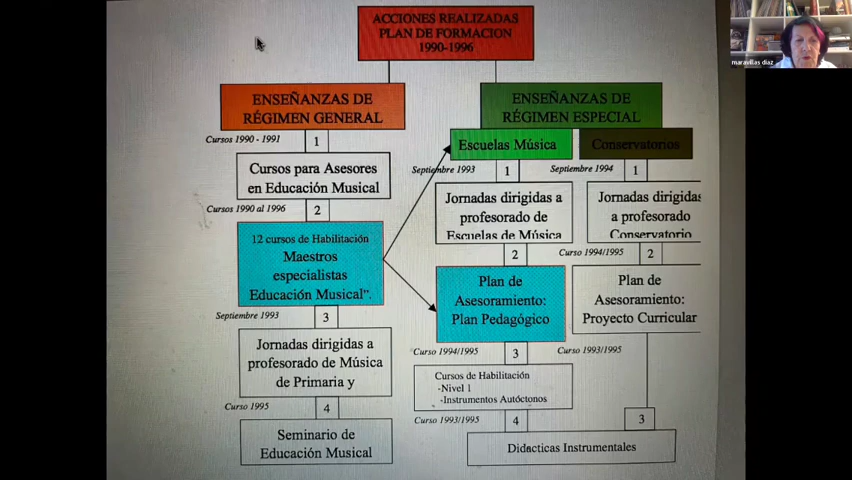 ACCIONES REALIZADAS
PLAN DE FORMACION
1990-1996
maravillas diaz
ENSEÑANZAS DE
RÉGIMEN GENERAL
Cursos 1990 - 1991
1
Cursos para Asesores
en Educación Musical
Cursos 1990 al 1996
2
12 cursos de Habilitación
Maestros
especialistas
Educación Musical".
Septiembre 1993
3
Jornadas dirigidas a
profesorado de Música
de Primaria y
Curso 1995
4
Seminario de
Educación Musical
ENSEÑANZAS DE
RÉGIMEN ESPECIAL
Escuelas Música
Septiembre 1993
1
Jornadas dirigidas a
profesorado de
Escuelas de Música
2
Plan de
Asesoramiento:
Plan Pedagógico
Curso 1994/1995
3
Cursos de Habilitación
-Nivel 1
-Instrumentos Autóctonos
Curso 1993/1995
4
Conservatorios
Septiembre 1994
1
Jornadas dirigidas
a profesorado
Conservatorio
Curso 1994/1995
2
Plan de
Asesoramiento:
Proyecto Curricular
Curso 1993/1995
3
Didacticas Instrumentales